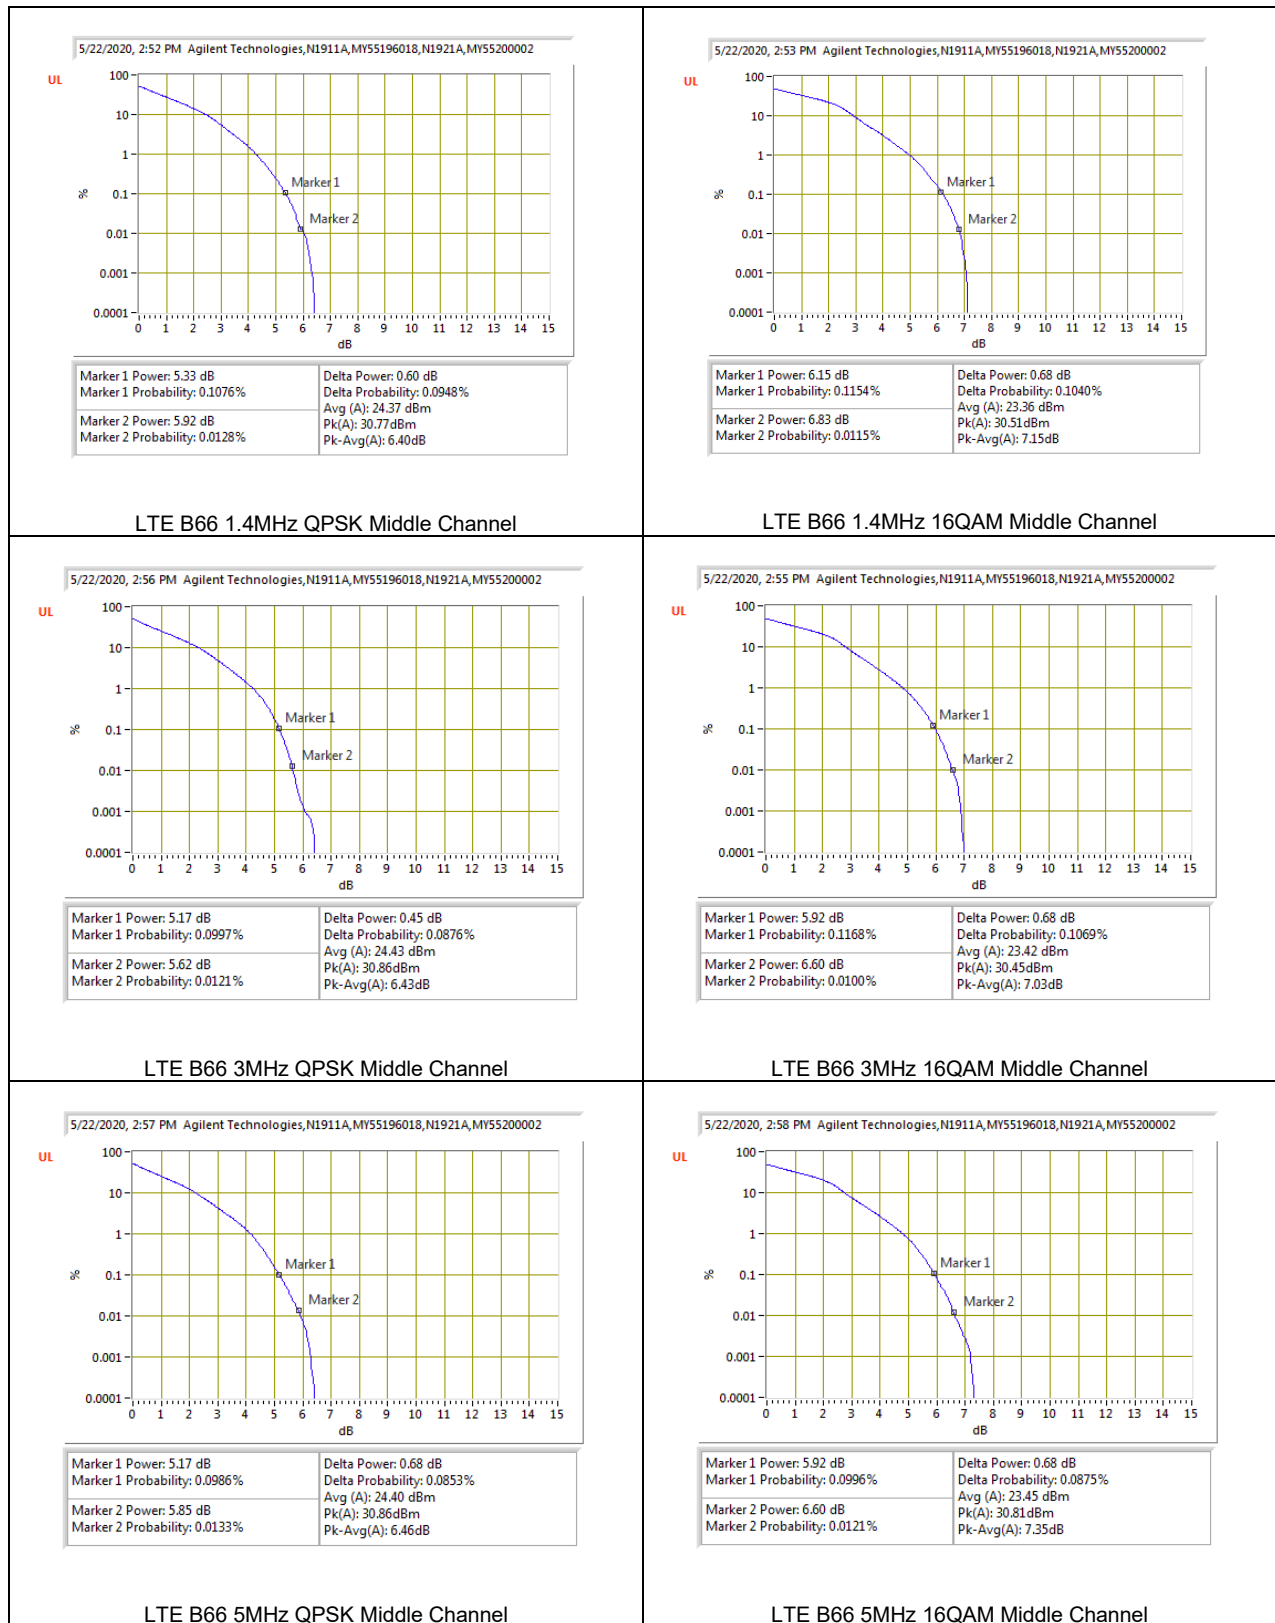 5/22/2020, 2:52 PM Agilent Technologies,N1911A,MY55196018,N1921A,MY55200002
UL
100
10
1
0.1
0.01
0.001
0.0001
%
Marker 1
Marker 2
0 1 2 3 4 5 6 7 8 9 10 11 12 13 14 15
dB
Marker 1 Power: 5.33 dB
Marker 1 Probability: 0.1076%
Marker 2 Power: 5.92 dB
Marker 2 Probability: 0.0128%
Delta Power: 0.60 dB
Delta Probability: 0.0948%
Avg (A): 24.37 dBm
Pk(A): 30.77dBm
Pk-Avg(A): 6.40dB
LTE B66 1.4MHz QPSK Middle Channel
5/22/2020, 2:53 PM Agilent Technologies,N1911A,MY55196018,N1921A,MY55200002
UL
100
10
1
0.1
0.01
0.001
0.0001
%
Marker 1
Marker 2
0 1 2 3 4 5 6 7 8 9 10 11 12 13 14 15
dB
Marker 1 Power: 6.15 dB
Marker 1 Probability: 0.1154%
Marker 2 Power: 6.83 dB
Marker 2 Probability: 0.0115%
Delta Power: 0.68 dB
Delta Probability: 0.1040%
Avg (A): 23.36 dBm
Pk(A): 30.51dBm
Pk-Avg(A): 7.15dB
LTE B66 1.4MHz 16QAM Middle Channel
5/22/2020, 2:56 PM Agilent Technologies,N1911A,MY55196018,N1921A,MY55200002
UL
100
10
1
0.1
0.01
0.001
0.0001
%
Marker 1
Marker 2
0 1 2 3 4 5 6 7 8 9 10 11 12 13 14 15
dB
Marker 1 Power: 5.17 dB
Marker 1 Probability: 0.0997%
Marker 2 Power: 5.62 dB
Marker 2 Probability: 0.0121%
Delta Power: 0.45 dB
Delta Probability: 0.0876%
Avg (A): 24.43 dBm
Pk(A): 30.86dBm
Pk-Avg(A): 6.43dB
LTE B66 3MHz QPSK Middle Channel
5/22/2020, 2:55 PM Agilent Technologies,N1911A,MY55196018,N1921A,MY55200002
UL
100
10
1
0.1
0.01
0.001
0.0001
%
Marker 1
Marker 2
0 1 2 3 4 5 6 7 8 9 10 11 12 13 14 15
dB
Marker 1 Power: 5.92 dB
Marker 1 Probability: 0.1168%
Marker 2 Power: 6.60 dB
Marker 2 Probability: 0.0100%
Delta Power: 0.68 dB
Delta Probability: 0.1069%
Avg (A): 23.42 dBm
Pk(A): 30.45dBm
Pk-Avg(A): 7.03dB
LTE B66 3MHz 16QAM Middle Channel
5/22/2020, 2:57 PM Agilent Technologies,N1911A,MY55196018,N1921A,MY55200002
UL
100
10
1
0.1
0.01
0.001
0.0001
%
Marker 1
Marker 2
0 1 2 3 4 5 6 7 8 9 10 11 12 13 14 15
dB
Marker 1 Power: 5.17 dB
Marker 1 Probability: 0.0986%
Marker 2 Power: 5.85 dB
Marker 2 Probability: 0.0133%
Delta Power: 0.68 dB
Delta Probability: 0.0853%
Avg (A): 24.40 dBm
Pk(A): 30.86dBm
Pk-Avg(A): 6.46dB
LTE B66 5MHz QPSK Middle Channel
5/22/2020, 2:58 PM Agilent Technologies,N1911A,MY55196018,N1921A,MY55200002
UL
100
10
1
0.1
0.01
0.001
0.0001
%
Marker 1
Marker 2
0 1 2 3 4 5 6 7 8 9 10 11 12 13 14 15
dB
Marker 1 Power: 5.92 dB
Marker 1 Probability: 0.0996%
Marker 2 Power: 6.60 dB
Marker 2 Probability: 0.0121%
Delta Power: 0.68 dB
Delta Probability: 0.0875%
Avg (A): 23.45 dBm
Pk(A): 30.81dBm
Pk-Avg(A): 7.35dB
LTE B66 5MHz 16QAM Middle Channel